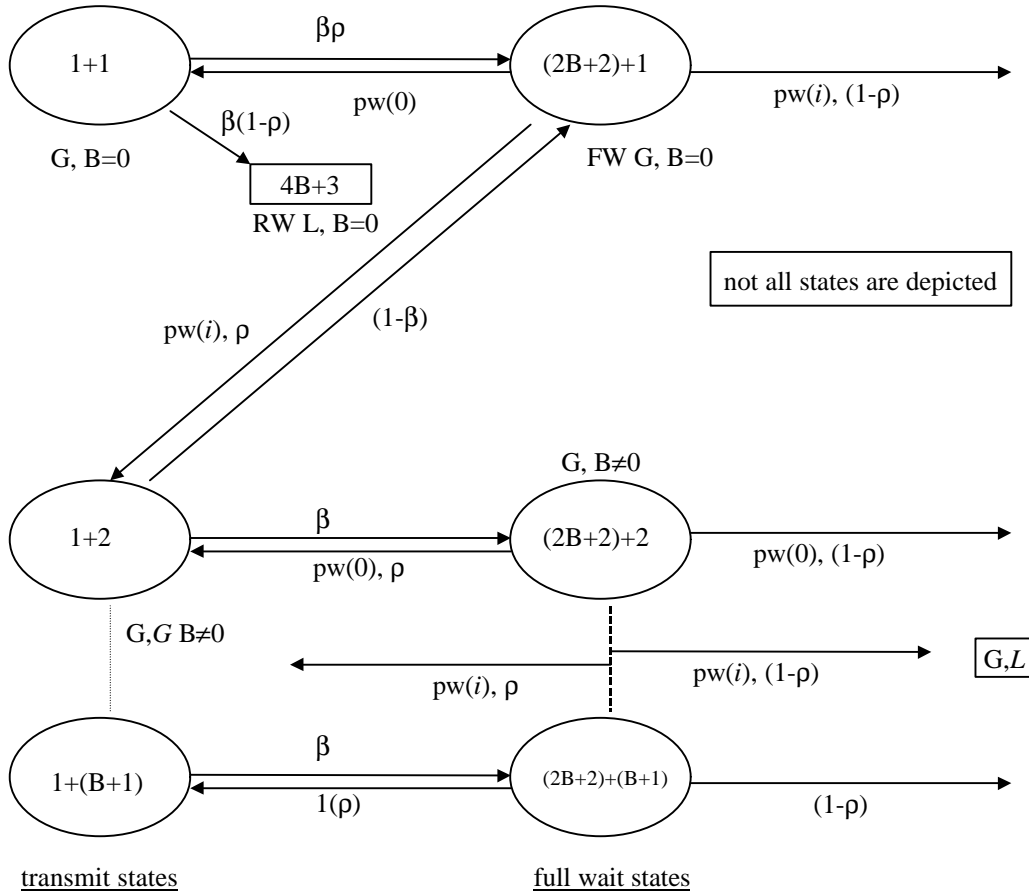 βρ
1+1
(2B+2)+1
pw(0)
pw(i), (1-ρ)
β(1-ρ)
G, B=0
FW G, B=0
4B+3
RW L, B=0
not all states are depicted
pw(i), ρ
(1-β)
G, B≠0
β
1+2
(2B+2)+2
pw(0), ρ
pw(0), (1-ρ)
G,G B≠0
G,L
pw(i), ρ
pw(i), (1-ρ)
β
1+(B+1)
(2B+2)+(B+1)
1(ρ)
(1-ρ)
transmit states
full wait states